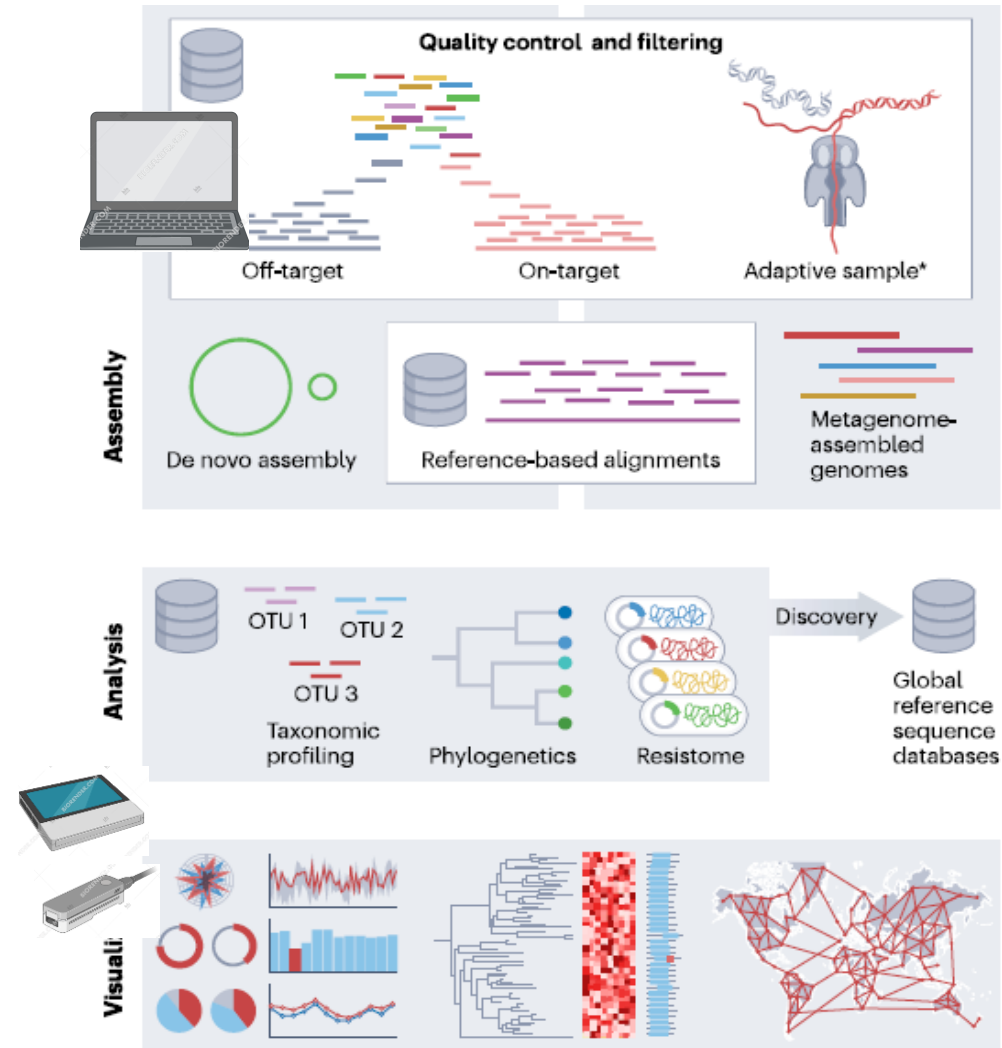 Quality control and filtering
Off-target
On-target
Adaptive sample*
Assembly
De novo assembly
Reference-based alignments
Metagenome-
assembled
genomes
Analysis
OTU 1
OTU 2
OTU 3
Taxonomic
profiling
Phylogenetics
Resistome
Discovery
Global
reference
sequence
databases
Visuali